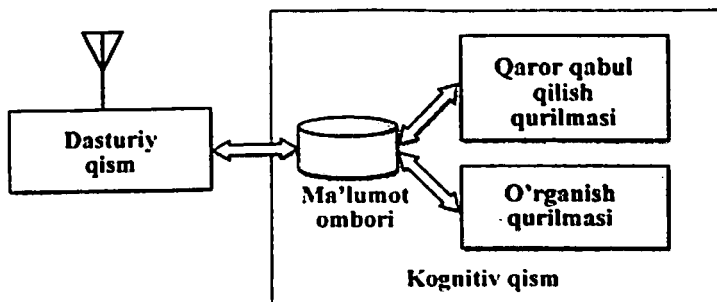 Dasturiy
qism
Ma'lumot
ombori
Qaror qabul
qilish
qurilmasi
O'rganish
qurilmasi
Kognitiv qism